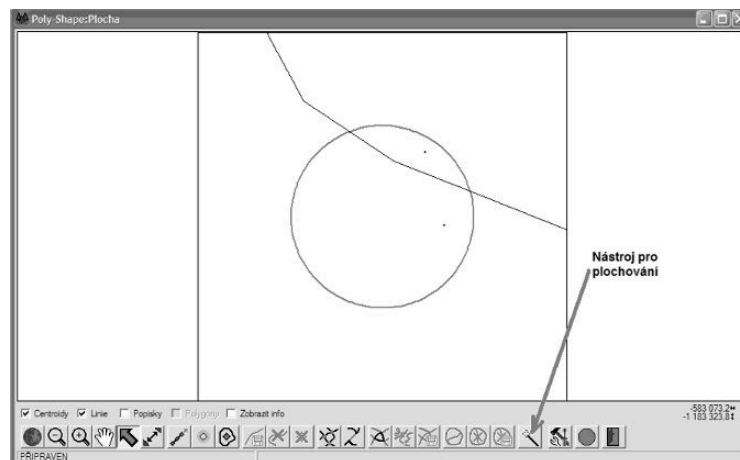 Poly-Shape:Plocha
Nástroj pro
plochování
Centroidy Linie Popisky Polygony Zobrazit info
-583 073,2
-1 183 323,8
PŘIPRAVEN